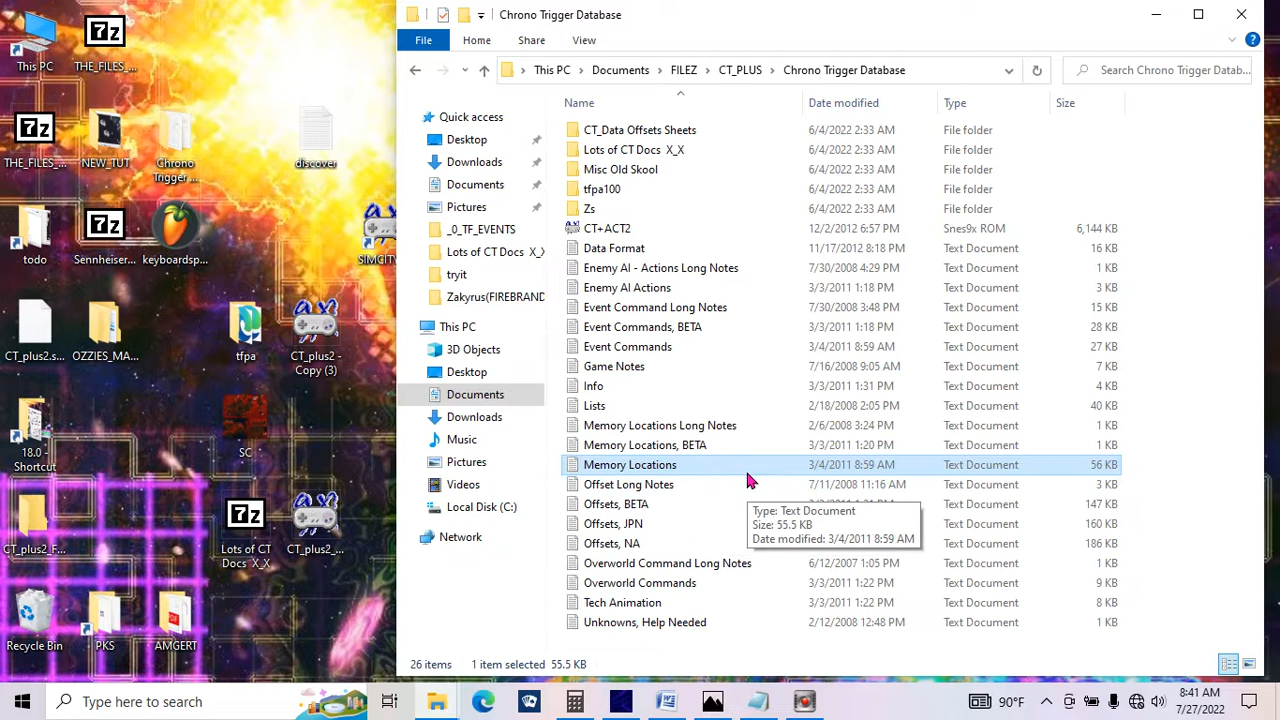 This PC
THE_FILES_...
THE_FILES_...
NEW_TUT
Chrono
Trigger ...
discover
todo
Sennheiser...
keyboardsp...
SIMCITY
CT_plus2.s...
OZZIES_MA...
tfpa
CT_plus2 -
Copy (3)
18.0 -
Shortcut
SC
CT_plus2_F...
Lots of CT
Docs X_X
CT_plus2_...
Recycle Bin
PKS
AMGERT
Chrono Trigger Database
File Home Share View
This PC > Documents > FILEZ > CT_PLUS > Chrono Trigger Database
Search Chrono Trigger Datab...
Quick access
Desktop
Downloads
Documents
Pictures
_0_TF_EVENTS
Lots of CT Docs X_X
tryit
Zakyrus(FIREBRAND
This PC
3D Objects
Desktop
Documents
Downloads
Music
Pictures
Videos
Local Disk (C:)
Network
Name Date modified Type Size
CT_Data Offsets Sheets 6/4/2022 2:33 AM File folder
Lots of CT Docs X_X 6/4/2022 2:33 AM File folder
Misc Old Skool 6/4/2022 2:33 AM File folder
tfpa100 6/4/2022 2:33 AM File folder
Zs 6/4/2022 2:33 AM File folder
CT+ACT2 1/2/2022 6:57 PM Snes9x ROM 6,144 KB
Data Format 11/17/2012 8:18 PM Text Document 16 KB
Enemy AI - Actions Long Notes 7/30/2008 4:29 PM Text Document 1 KB
Enemy AI Actions 3/3/2011 1:18 PM Text Document 3 KB
Event Command Long Notes 7/17/2008 3:48 PM Text Document 15 KB
Event Commands, BETA 3/3/2011 1:18 PM Text Document 28 KB
Event Commands 3/4/2011 8:59 AM Text Document 27 KB
Game Notes 7/16/2008 9:05 AM Text Document 7 KB
Info 3/3/2011 1:31 PM Text Document 4 KB
Lists 2/18/2008 2:02 PM Text Document 40 KB
Memory Locations Long Notes 2/6/2008 3:24 PM Text Document 2 KB
Memory Locations, BETA 3/3/2011 1:20 PM Text Document 57 KB
Memory Locations 3/4/2011 8:59 AM Text Document 56 KB
Offset Long Notes 7/11/2008 11:16 AM Text Document 3 KB
Offsets, BETA Text Document 147 KB
Offsets, JPN Text Document 160 KB
Offsets, NA Text Document 186 KB
Overworld Command Long Notes 6/12/2007 1:05 PM Text Document 1 KB
Overworld Commands 3/3/2011 1:22 PM Text Document 9 KB
Tech Animation 3/3/2011 1:22 PM Text Document 8 KB
Unknowns, Help Needed 2/12/2008 12:48 PM Text Document 1 KB
Type: Text Document
Size: 55.5 KB
Date modified: 3/4/2011 8:59 AM
26 items 1 item selected 55.5 KB
Type here to search
90°F
8:41 AM
7/27/2022